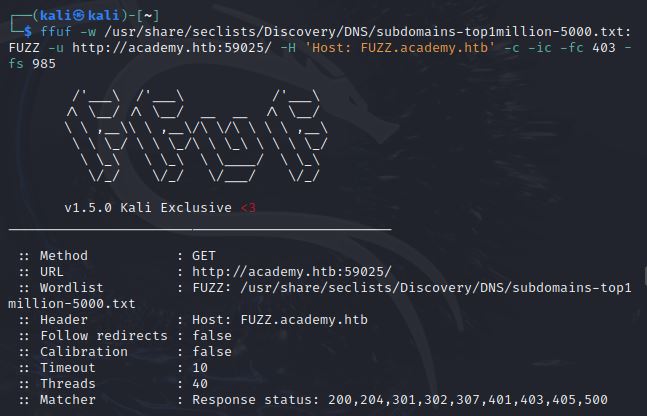 ┌──(kali㉿kali)-[~]
└─$ ffuf -w /usr/share/seclists/Discovery/DNS/subdomains-top1million-5000.txt:
FUZZ -u http://academy.htb:59025/ -H 'Host: FUZZ.academy.htb' -c -ic -fc 403 -
fs 985

        /'___\  /'___\           /'___\
       /\ \__/ /\ \__/  __  __  /\ \__/
       \ \ ,__\\ \ ,__\/\ \/\ \ \ \ ,__\
        \ \ \_/ \ \ \_/\ \ \_\ \ \ \ \_/
         \ \_\   \ \_\  \ \____/  \ \_\
          \/_/    \/_/   \/___/    \/_/

       v1.5.0 Kali Exclusive <3
________________________________________________

 :: Method           : GET
 :: URL              : http://academy.htb:59025/
 :: Wordlist         : FUZZ: /usr/share/seclists/Discovery/DNS/subdomains-top1
million-5000.txt
 :: Header           : Host: FUZZ.academy.htb
 :: Follow redirects : false
 :: Calibration      : false
 :: Timeout          : 10
 :: Threads          : 40
 :: Matcher          : Response status: 200,204,301,302,307,401,403,405,500